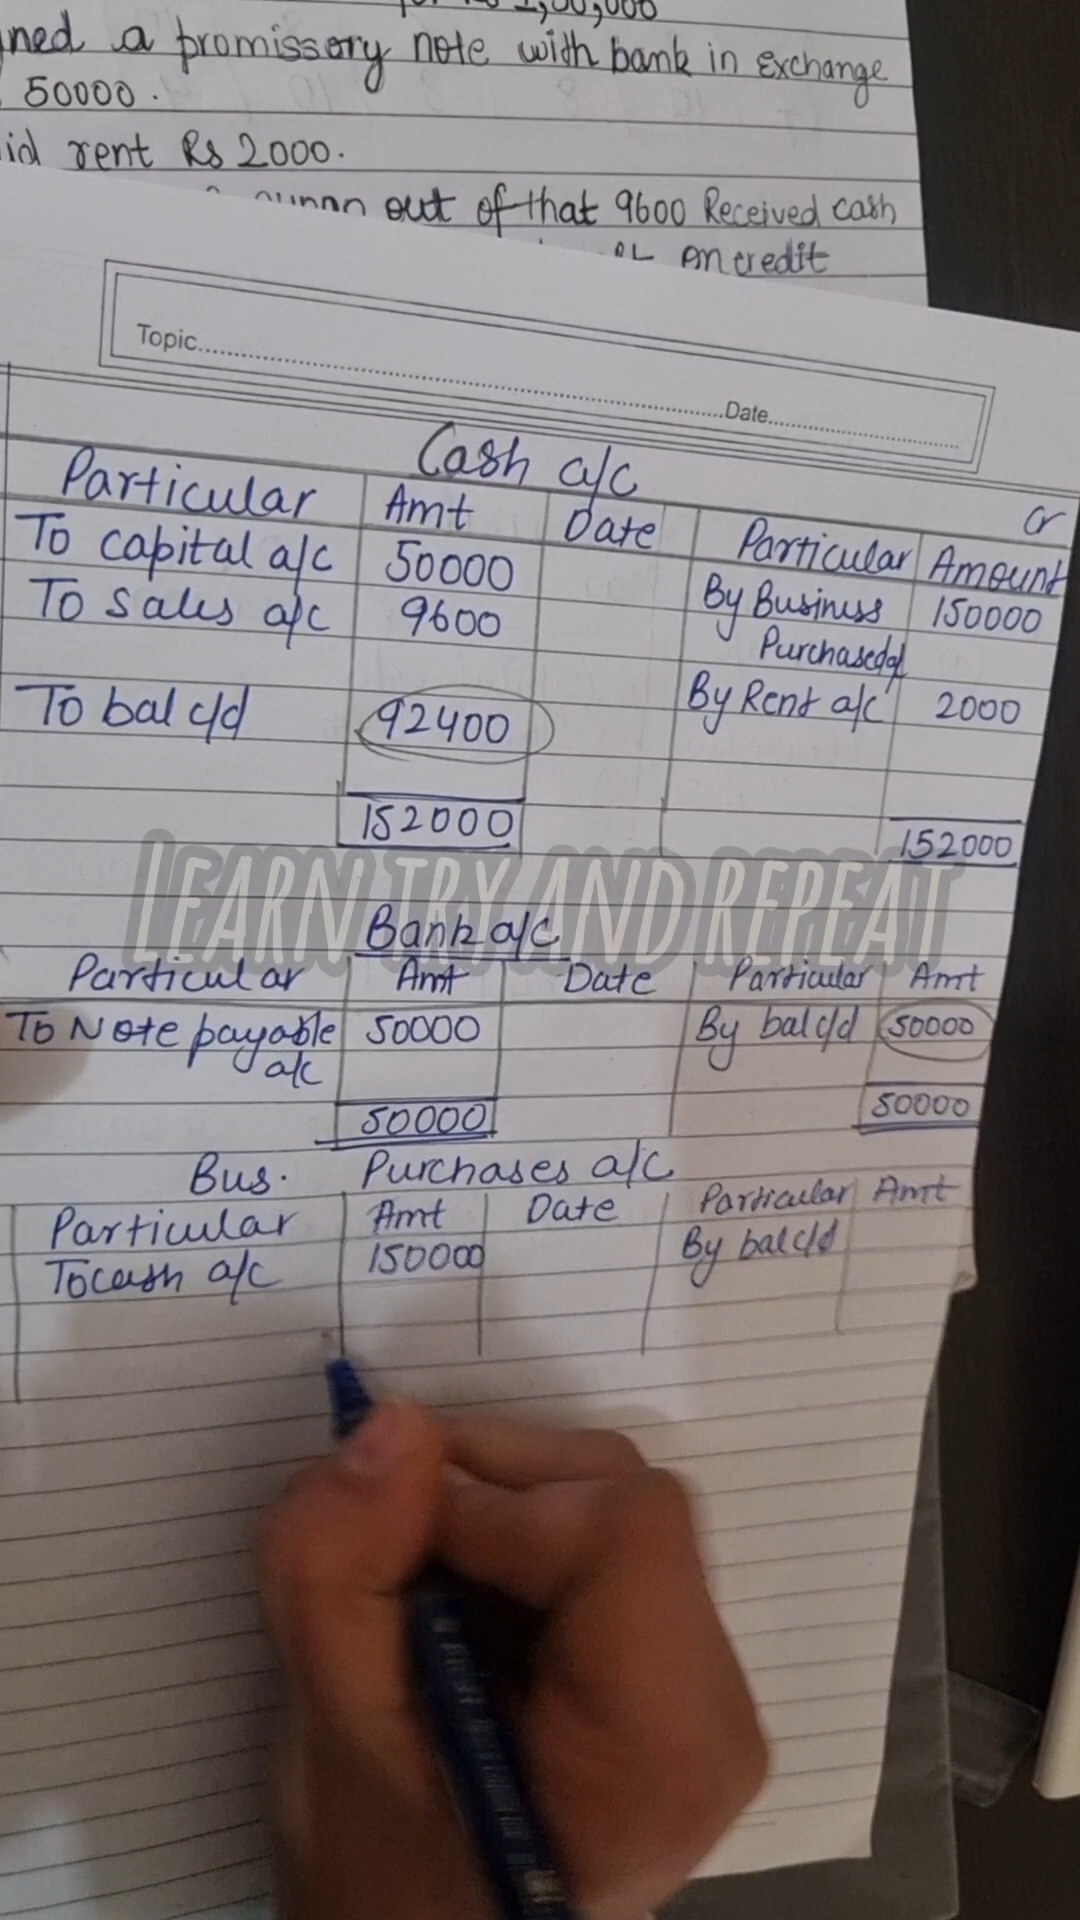 a promissory note with bank in exchange
50000.
rent Rs 2000.
out of that 9600 Received cash
on credit
Topic Date
Cash a/c
Cr
Particular Amt Date Particular Amount
To capital a/c 50000 By Business 150000
To Sales a/c 9600 Purchased a/c
To bal c/d 92400 By Rent a/c 2000
152000 152000
LEARN TRY AND REPEAT
Bank a/c
Particular Amt Date Particular Amt
To Note payable 50000 By bal c/d 50000
a/c
50000 50000
Bus. Purchases a/c
Particular Amt Date Particular Amt
To cash a/c 150000 By bal c/d